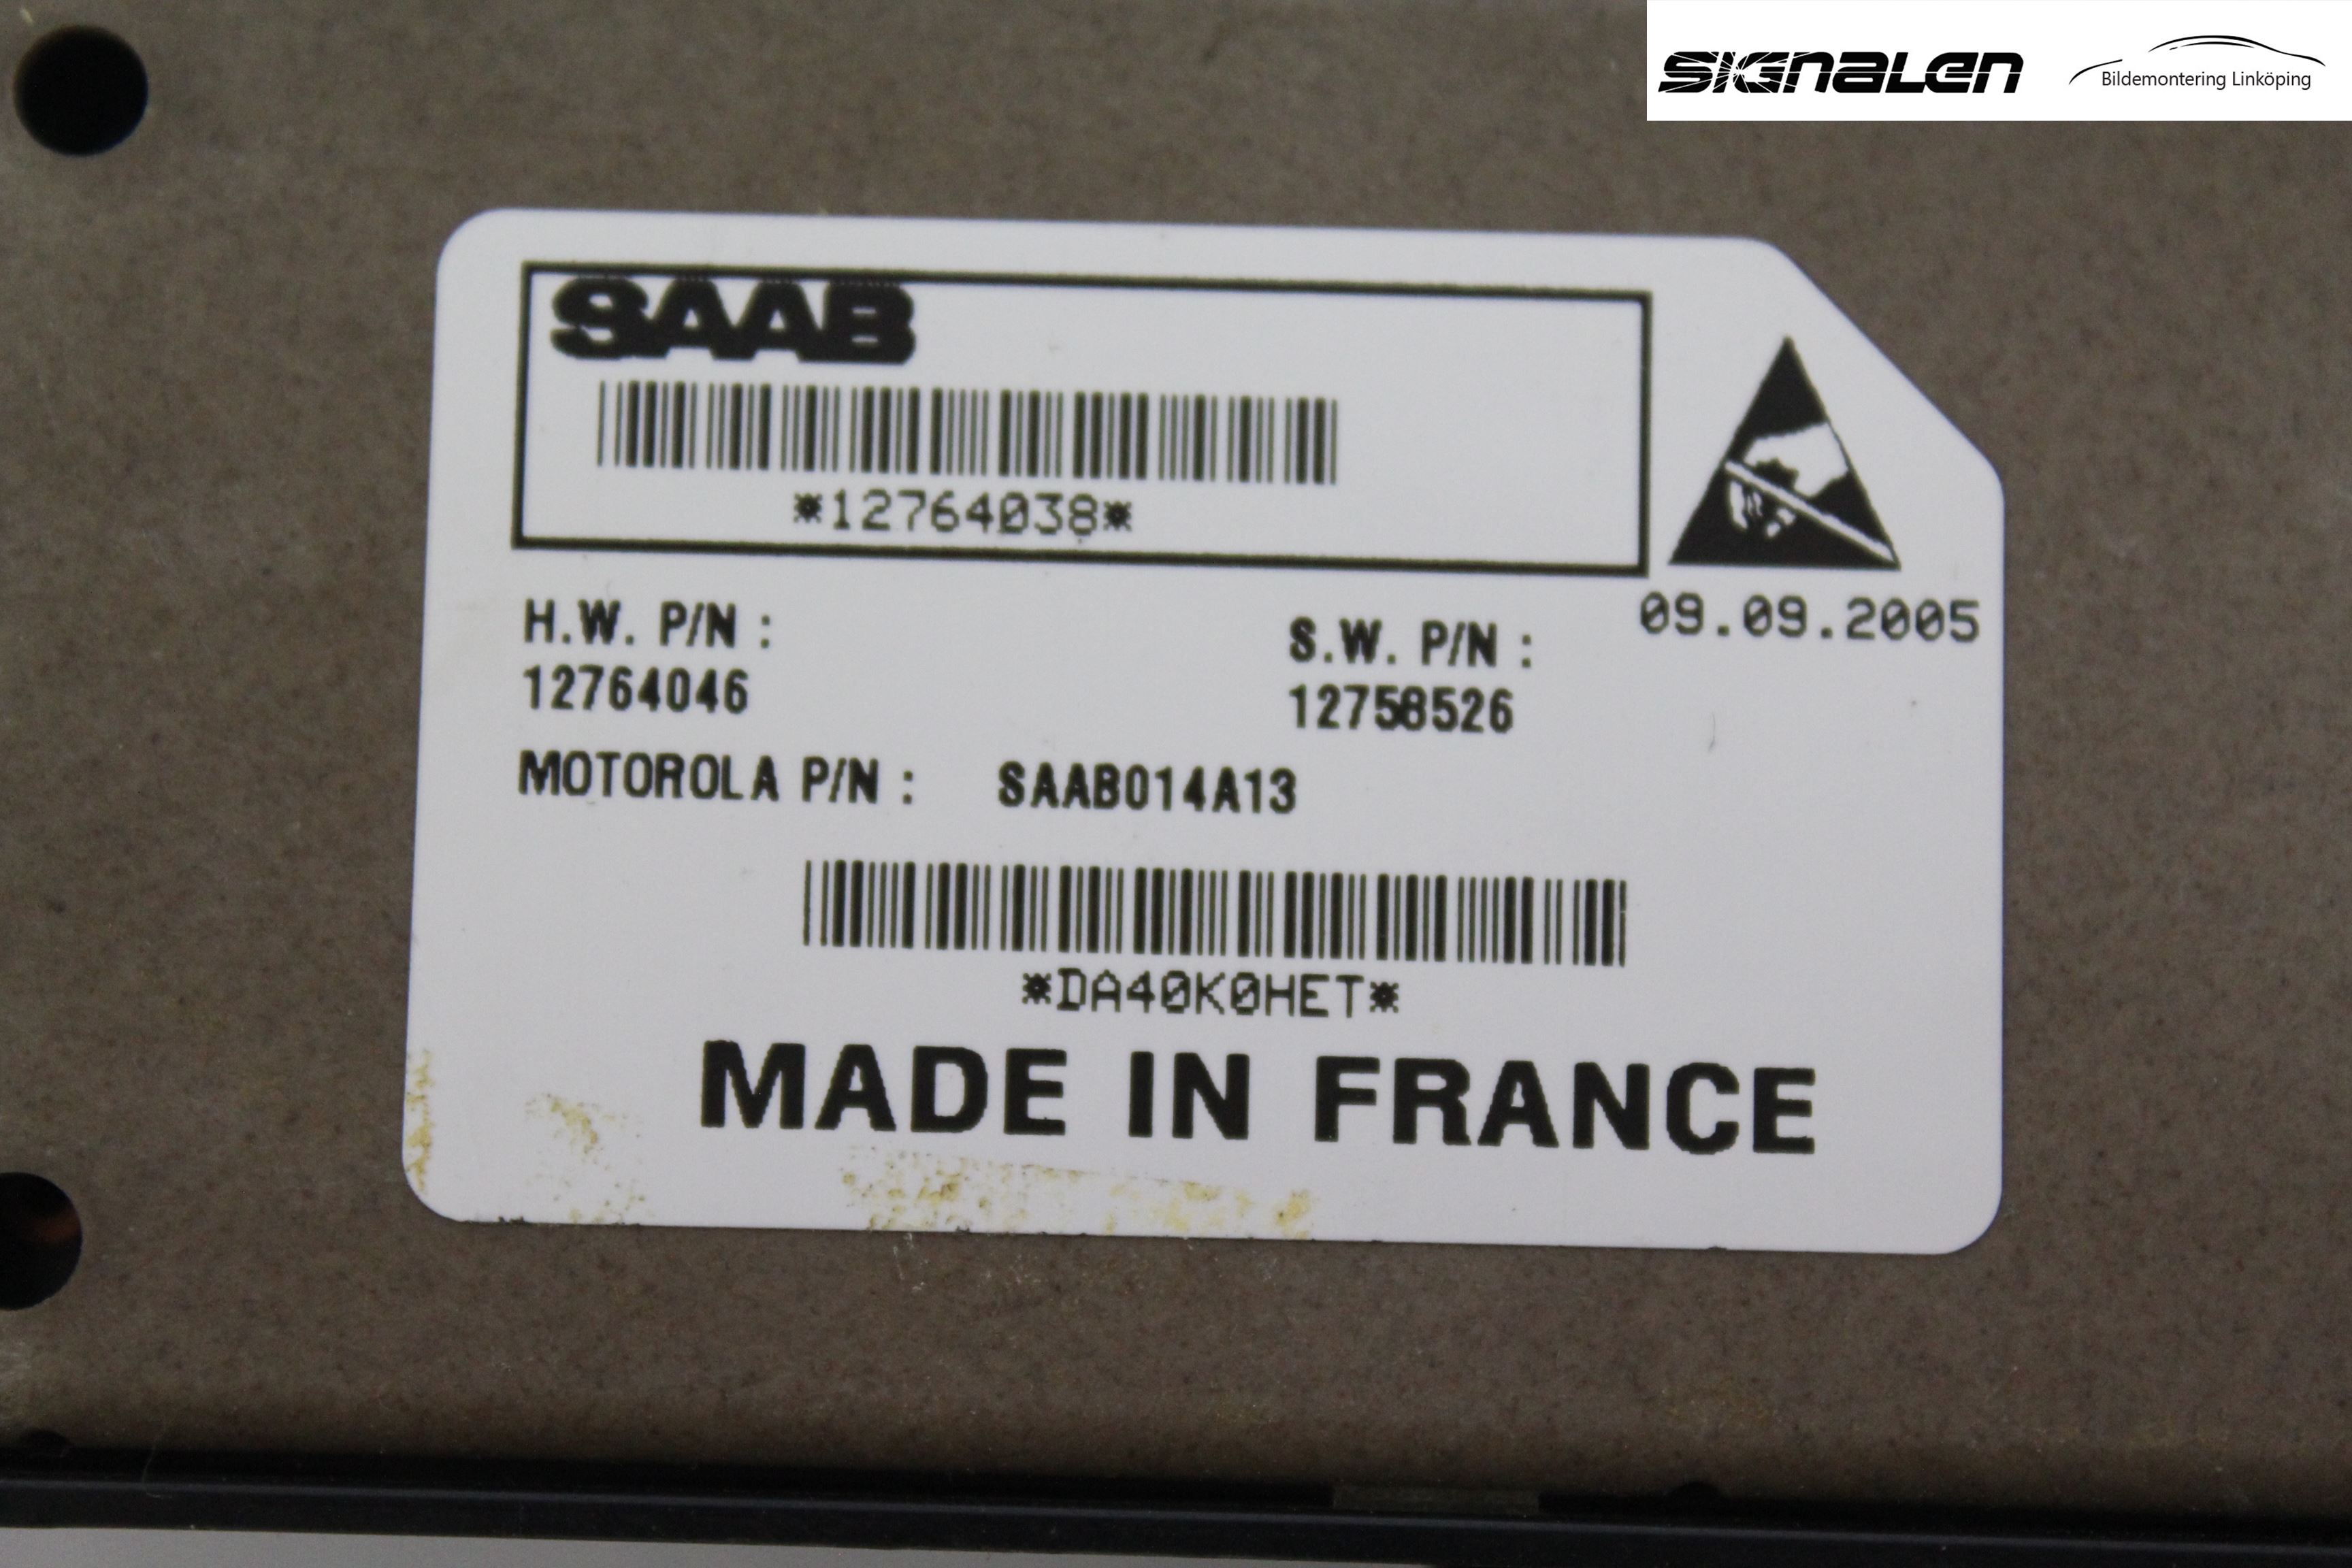 SIGNALEN
Bildemontering Linköping
SAAB
*12764038*
09.09.2005
H.W. P/N :
12764046
S.W. P/N :
12758526
MOTOROLA P/N : SAAB014A13
*DA40K0HET*
MADE IN FRANCE